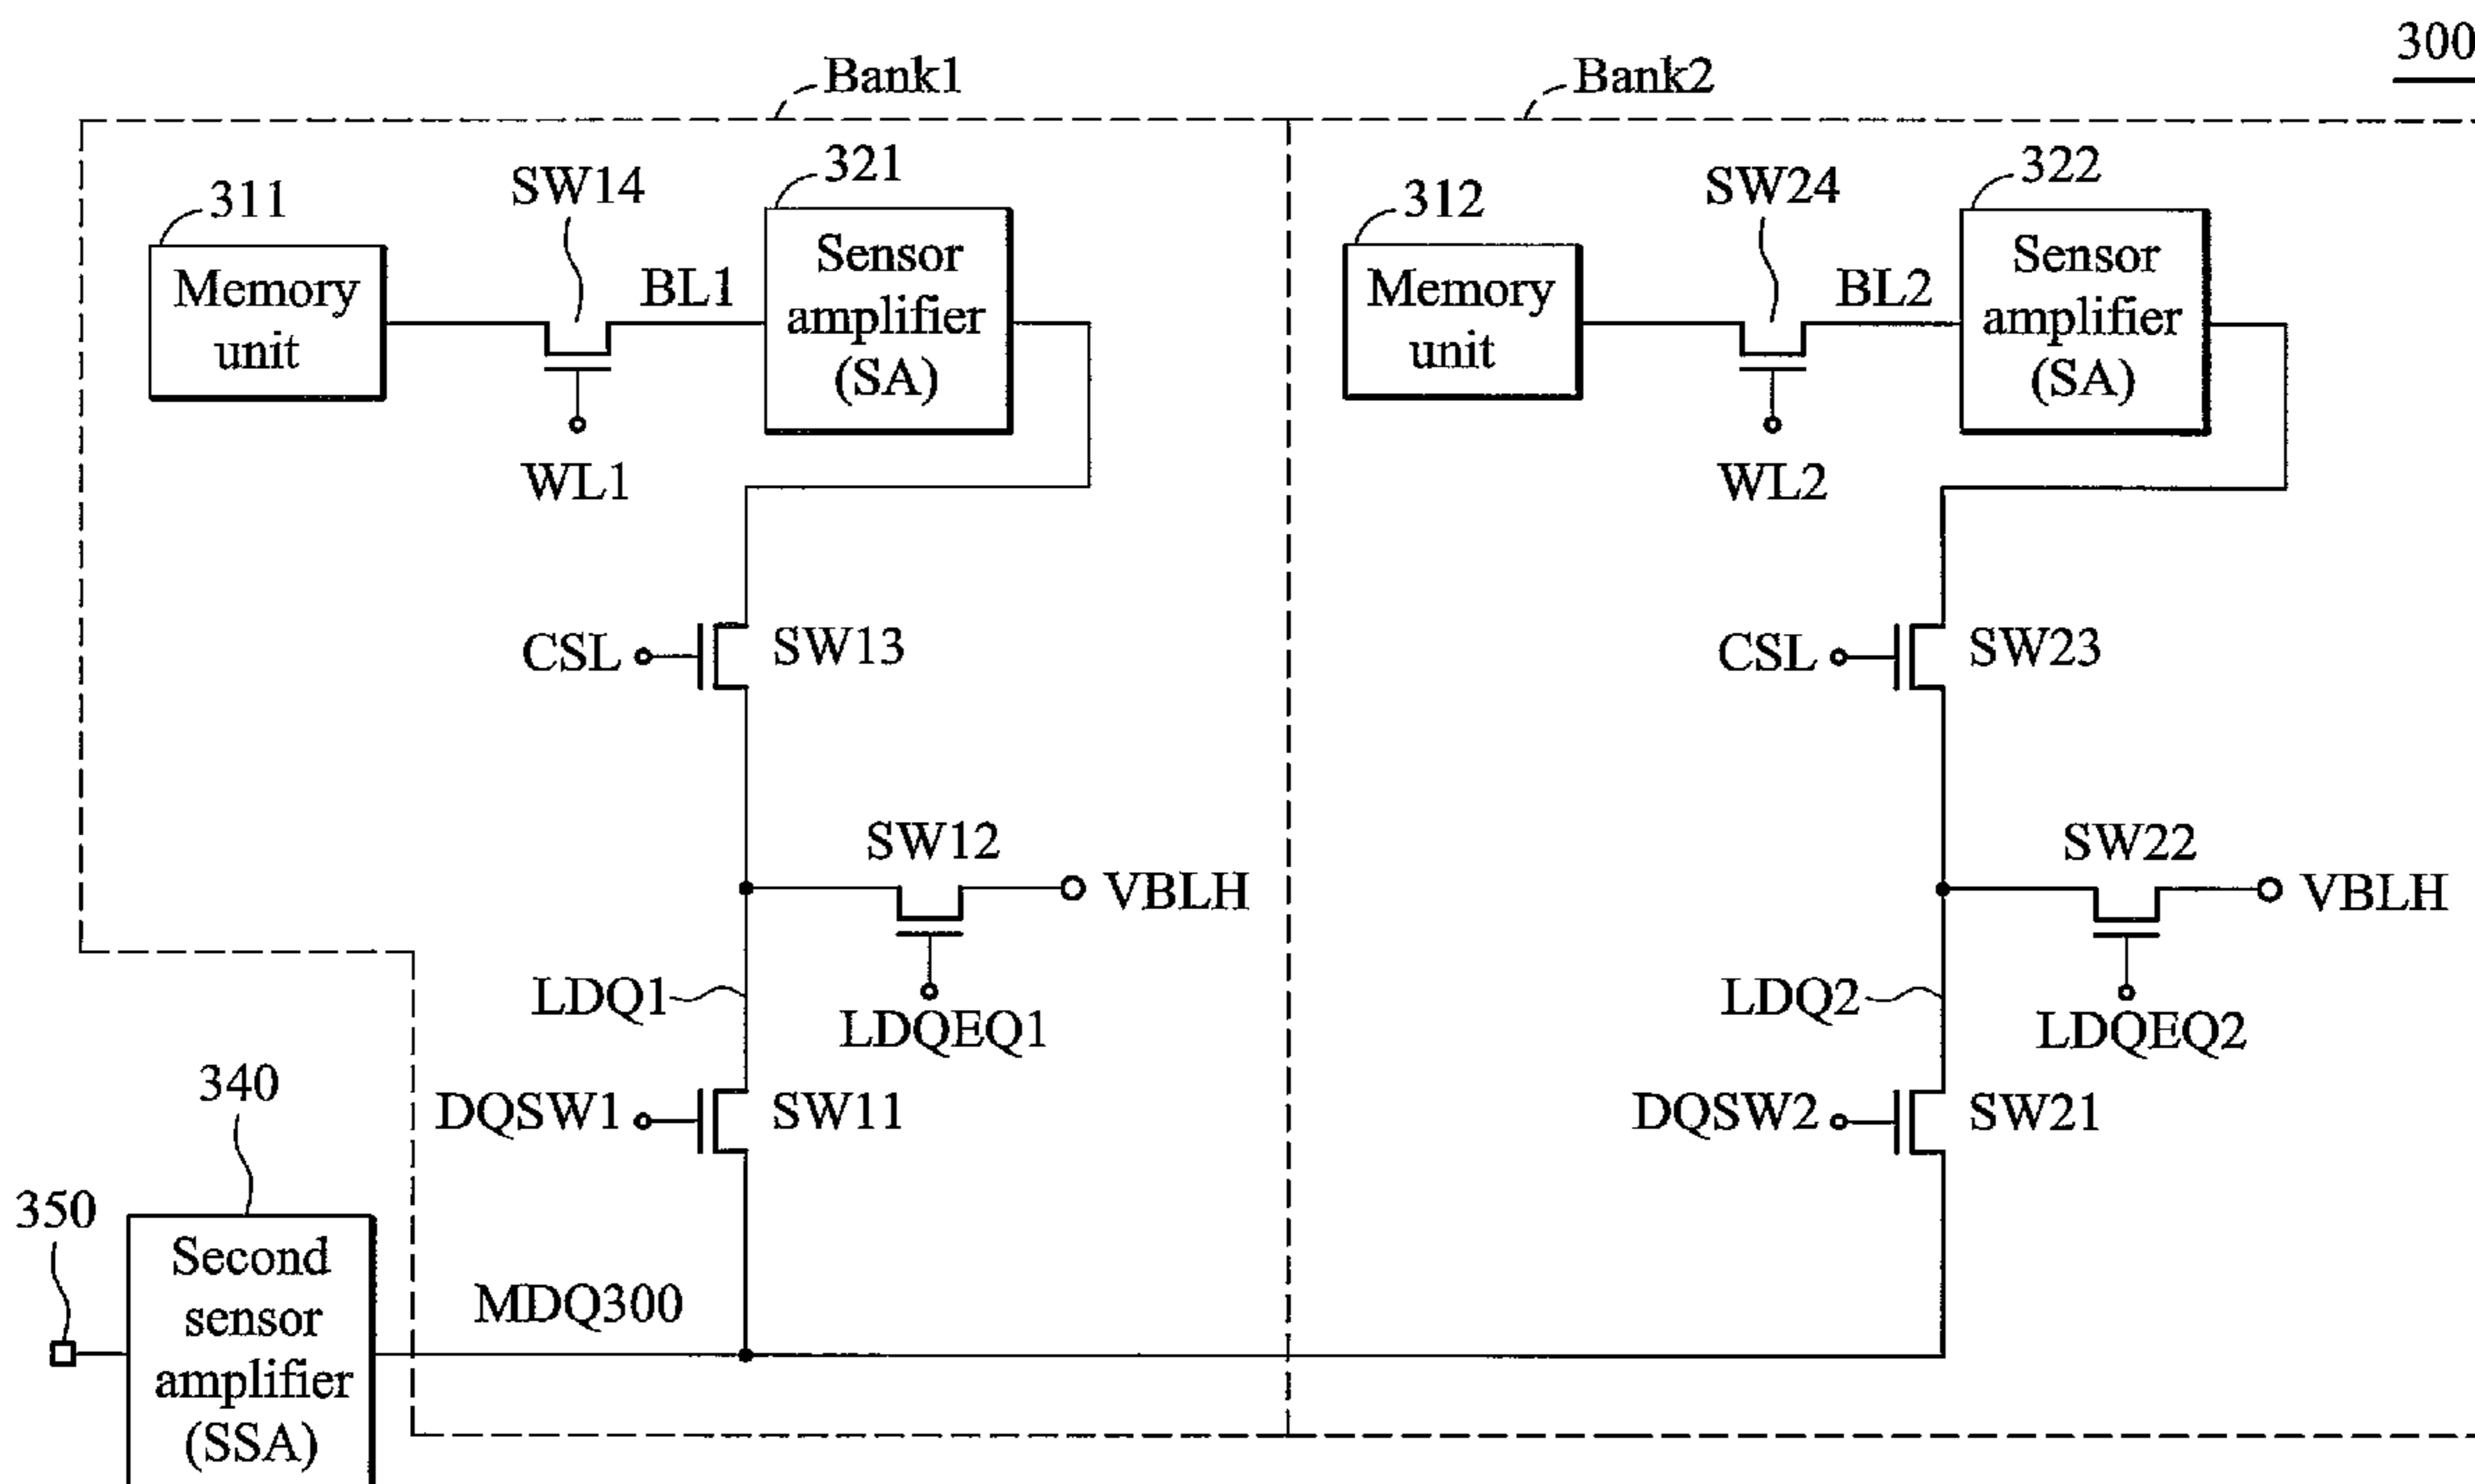 300
Bank1
Bank2
311
SW14
321
312
SW24
322
Memory
unit
BL1
Sensor
amplifier
(SA)
Memory
unit
BL2
Sensor
amplifier
(SA)
WL1
WL2
CSL
SW13
CSL
SW23
SW12
VBLH
SW22
VBLH
LDQ1
LDQEQ1
LDQ2
LDQEQ2
340
DQSW1
SW11
DQSW2
SW21
350
Second
sensor
amplifier
(SSA)
MDQ300